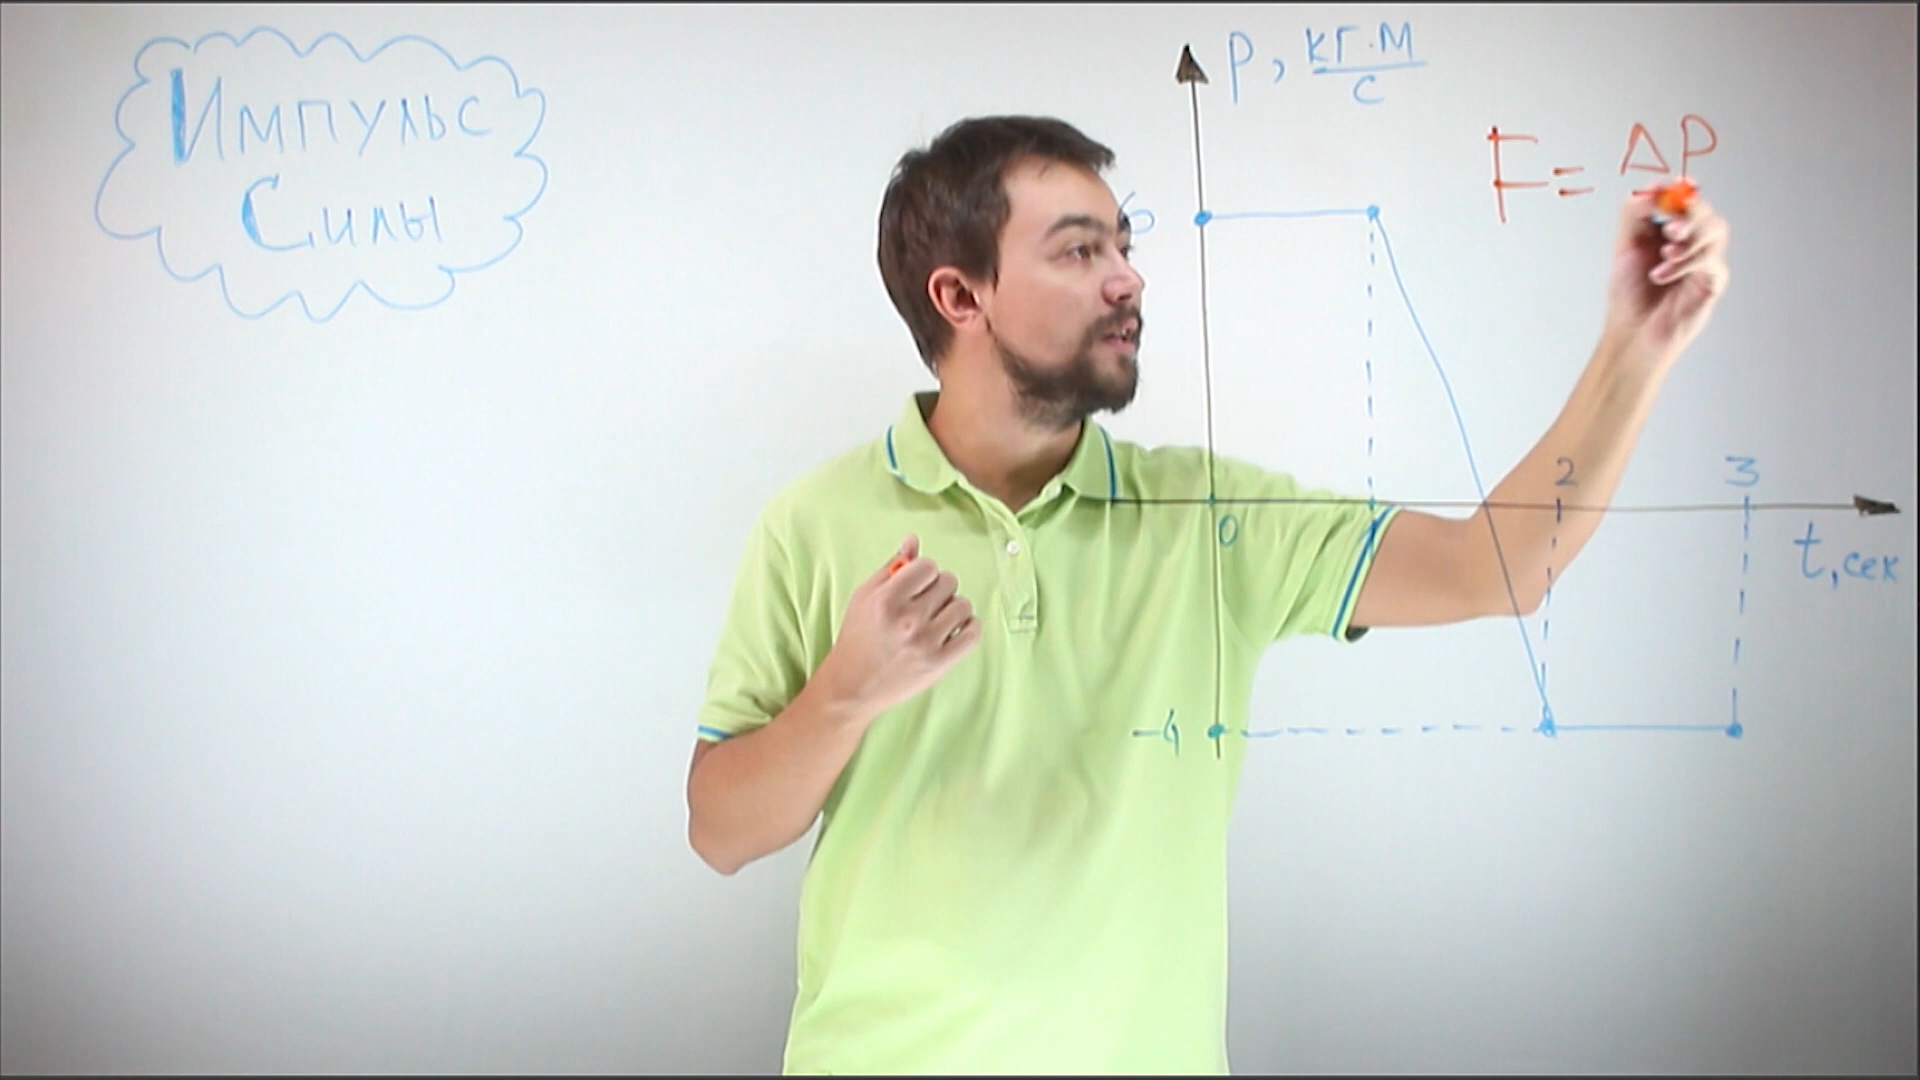 Импульс
Силы
P, кг·м
с
F = ΔP
6
2
3
0
t, сек
-4